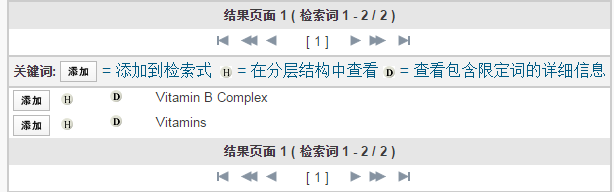 结果页面 1 ( 检索词 1 - 2 / 2 )
[ 1 ]
关键词: 添加 = 添加到检索式 H = 在分层结构中查看 D = 查看包含限定词的详细信息
添加 H D Vitamin B Complex
添加 H D Vitamins
结果页面 1 ( 检索词 1 - 2 / 2 )
[ 1 ]